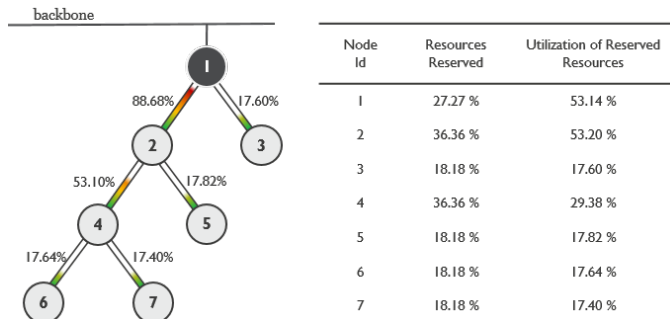 backbone
1
88.68%
17.60%
2
3
53.10%
17.82%
4
5
17.64%
17.40%
6
7
Node Id
Resources Reserved
Utilization of Reserved Resources
1 27.27 % 53.14 %
2 36.36 % 53.20 %
3 18.18 % 17.60 %
4 36.36 % 29.38 %
5 18.18 % 17.82 %
6 18.18 % 17.64 %
7 18.18 % 17.40 %